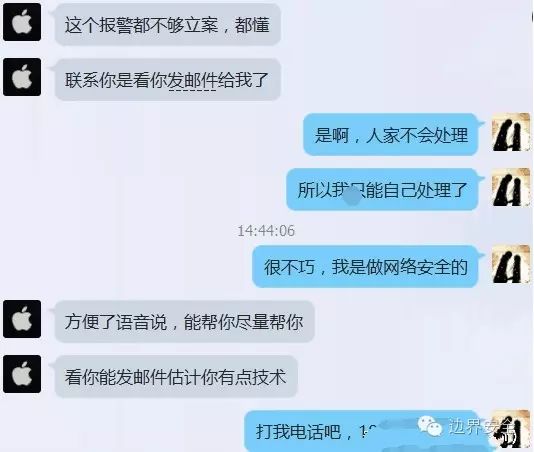 这个报警都不够立案，都懂
联系你是看你发邮件给我了
是啊，人家不会处理
所以我只能自己处理了
14:44:06
很不巧，我是做网络安全的
方便了语音说，能帮你尽量帮你
看你能发邮件估计你有点技术
打我电话吧，1
边界安全